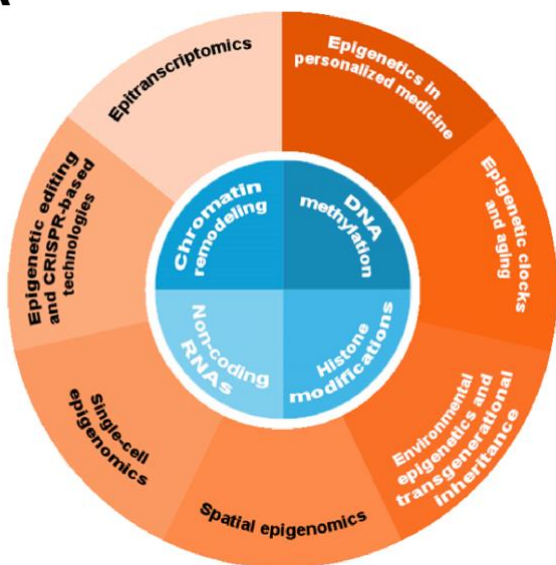 Epigenetics in
personalized medicine
Epigenetic clocks
and aging
Environmental
epigenetics and
transgenerational
inheritance
Spatial epigenomics
Single-cell
epigenomics
Epigenetic editing
and CRISPR-based
technologies
Epitranscriptomics
DNA
methylation
Histone
modifications
Non-coding
RNAs
Chromatin
remodeling